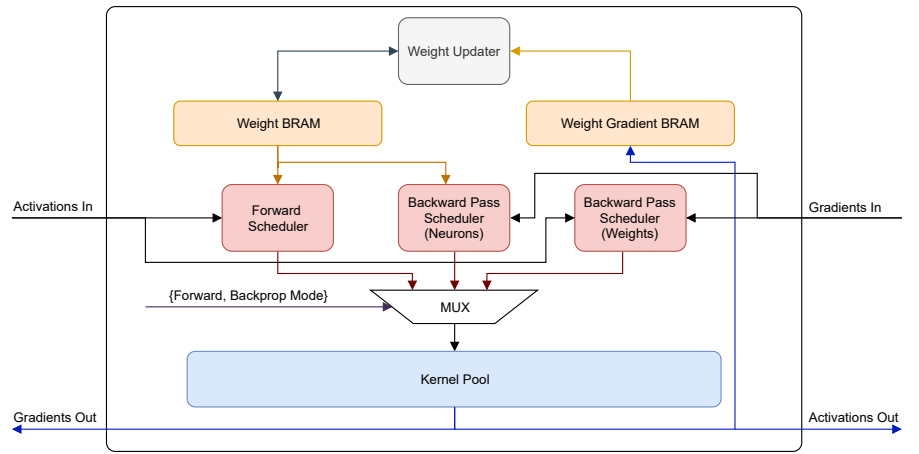 Weight Updater
Weight BRAM
Weight Gradient BRAM
Activations In
Forward
Scheduler
Backward Pass
Scheduler
(Neurons)
Backward Pass
Scheduler
(Weights)
Gradients In
{Forward, Backprop Mode}
MUX
Kernel Pool
Gradients Out
Activations Out